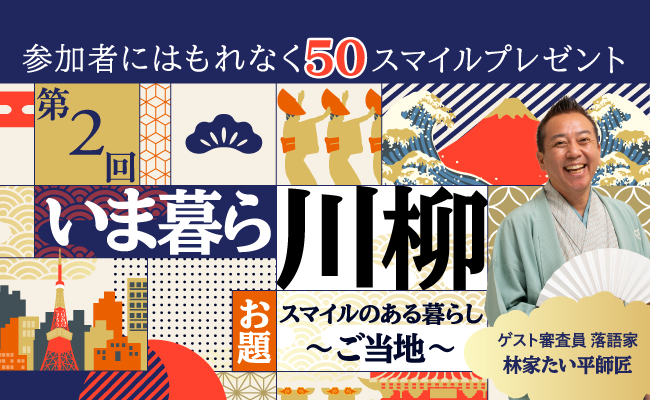 参加者にはもれなく50スマイルプレゼント
第2回
いま暮ら川柳
お題
スマイルのある暮らし
～ご当地～
ゲスト審査員 落語家
林家たい平師匠